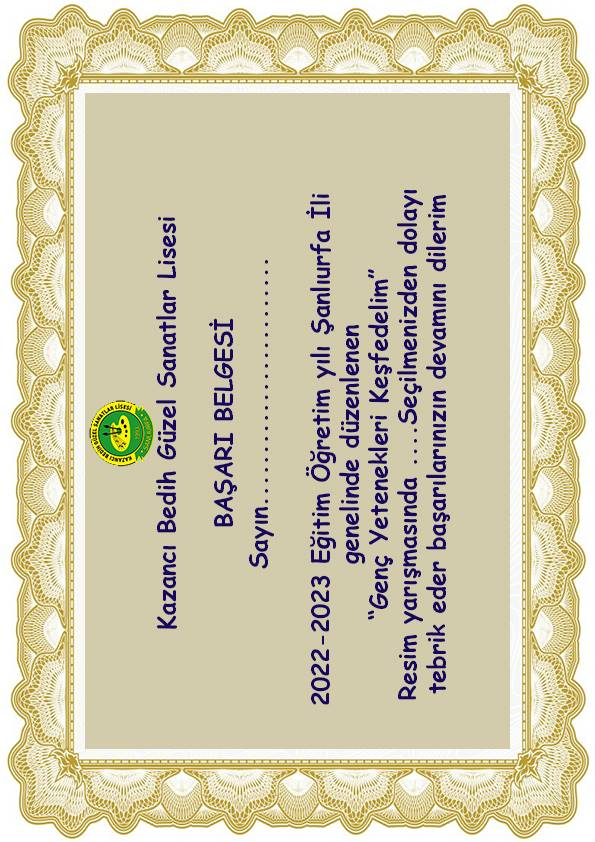 KAZANCI BEDİH GÜZEL SANATLAR LİSESİ
Kazancı Bedih Güzel Sanatlar Lisesi
BAŞARI BELGESİ
Sayın........................
2022-2023 Eğitim Öğretim yılı Şanlıurfa İli
genelinde düzenlenen
“Genç Yetenekleri Keşfedelim”
Resim yarışmasında ....Seçilmenizden dolayı
tebrik eder başarılarınızın devamını dilerim